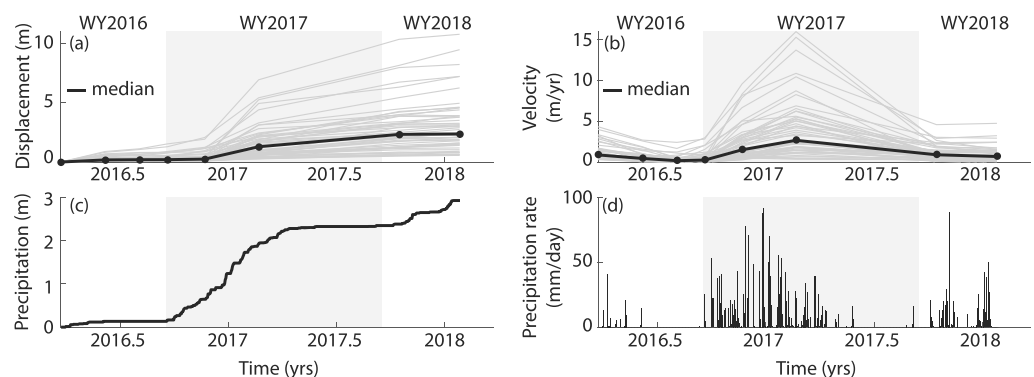 WY2016 WY2017 WY2018
(a)
Displacement (m)
10
5
0
median
2016.5 2017 2017.5 2018
WY2016 WY2017 WY2018
(b)
Velocity
(m/yr)
15
10
5
0
median
2016.5 2017 2017.5 2018
(c)
Precipitation (m)
3
2
1
0
2016.5 2017 2017.5 2018
Time (yrs)
(d)
Precipitation rate
(mm/day)
100
50
0
2016.5 2017 2017.5 2018
Time (yrs)